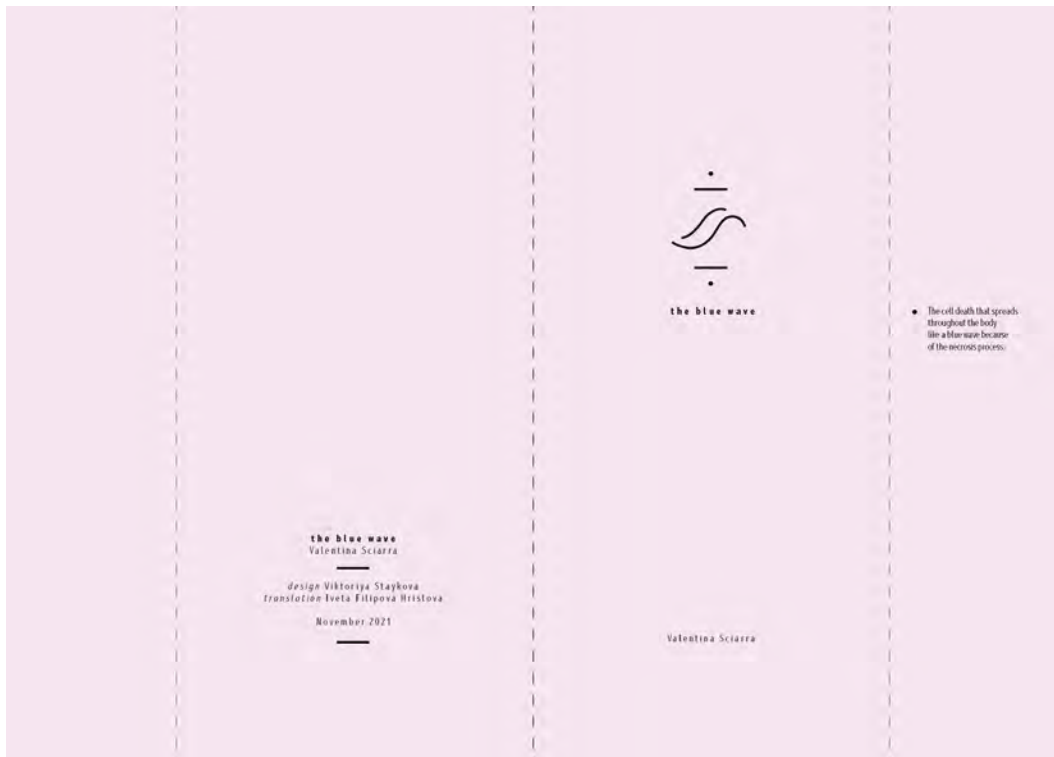 the blue wave
Valentina Sciarra
design Viktoriya Staykova
translation Iveta Filipova Hristova
November 2021
the blue wave
Valentina Sciarra
The cell death that spreads
throughout the body
like a blue wave because
of the necrosis process.